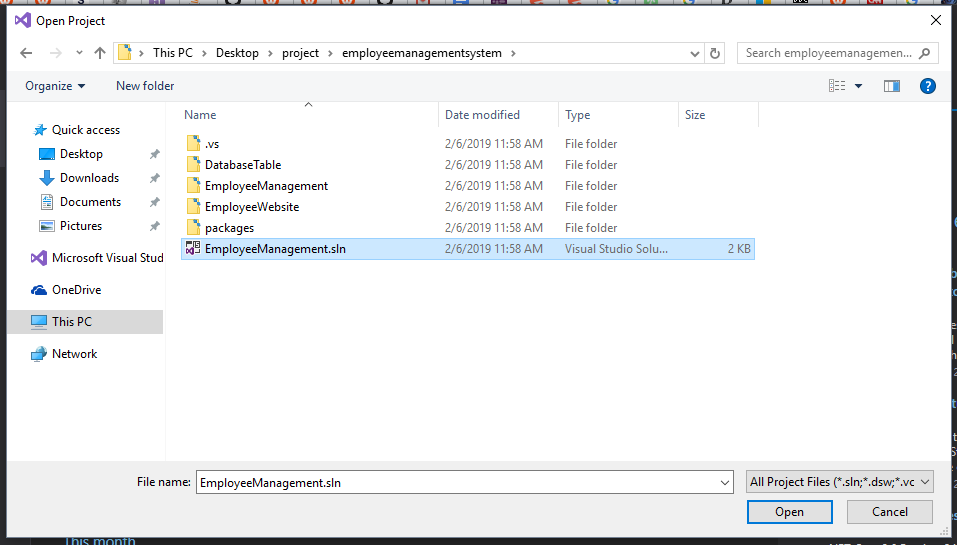 Open Project
This PC > Desktop > project > employeemanagementsystem >
Search employeemanagemen...
Organize
New folder
Name
Date modified
Type
Size
Quick access
Desktop
Downloads
Documents
Pictures
Microsoft Visual Stud
OneDrive
This PC
Network
.vs 2/6/2019 11:58 AM File folder
DatabaseTable 2/6/2019 11:58 AM File folder
EmployeeManagement 2/6/2019 11:58 AM File folder
EmployeeWebsite 2/6/2019 11:58 AM File folder
packages 2/6/2019 11:58 AM File folder
EmployeeManagement.sln 2/6/2019 11:58 AM Visual Studio Solu... 2 KB
File name: EmployeeManagement.sln
All Project Files (*.sln;*.dsw;*.vc
Open
Cancel
This month